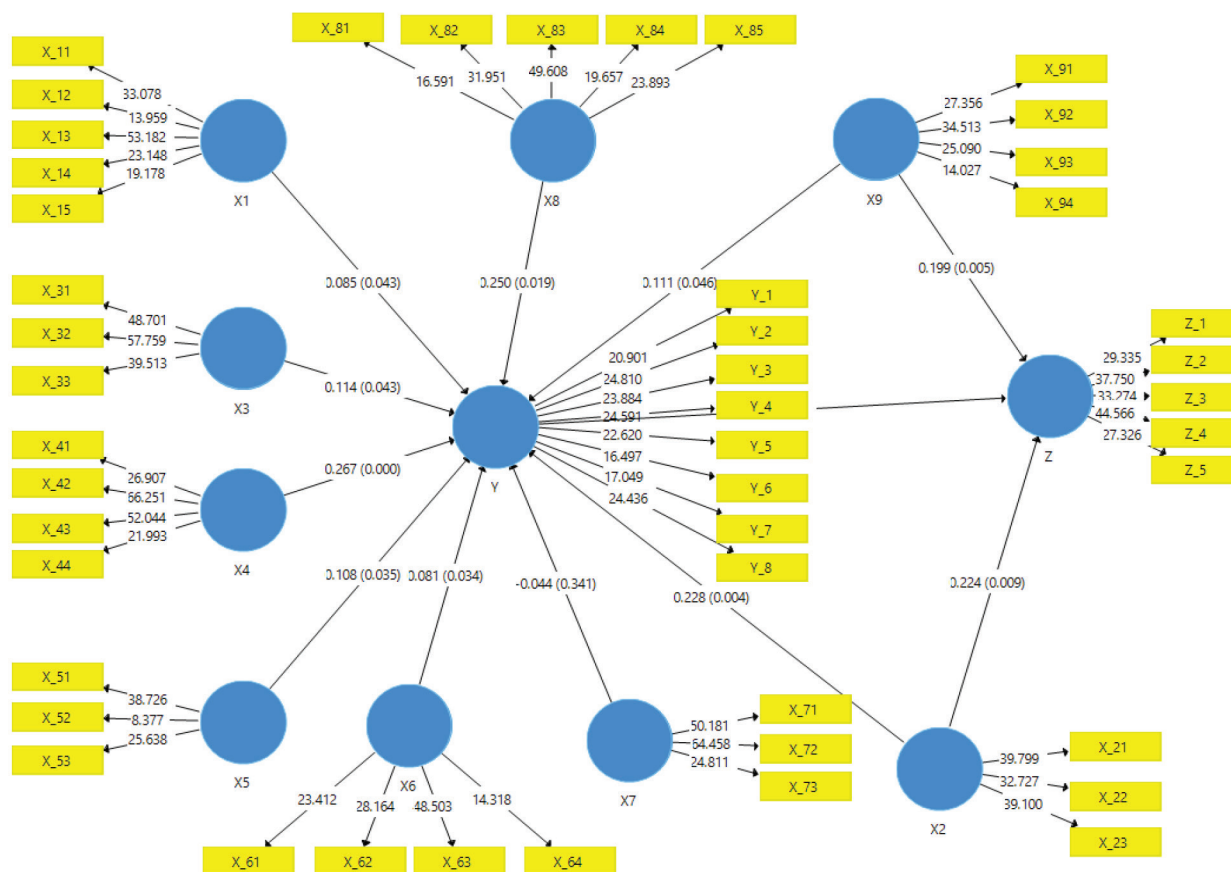 X_81
X_82
X_83
X_84
X_85
16.591
31.951
49.608
19.657
23.893
X8
X_11
X_12
X_13
X_14
X_15
33.078
13.959
53.182
23.148
19.178
X1
X_91
X_92
X_93
X_94
27.356
34.513
25.090
14.027
X9
0.085 (0.043)
0.250 (0.019)
0.111 (0.046)
0.199 (0.005)
X_31
X_32
X_33
48.701
57.759
39.513
X3
0.114 (0.043)
Y_1
Y_2
Y_3
Y_4
Y_5
Y_6
Y_7
Y_8
20.901
24.810
23.884
24.591
22.620
16.497
17.049
24.436
Y
Z_1
Z_2
Z_3
Z_4
Z_5
29.335
37.750
33.274
44.566
27.326
Z
X_41
X_42
X_43
X_44
26.907
66.251
52.044
21.993
X4
0.267 (0.000)
0.108 (0.035)
0.081 (0.034)
-0.044 (0.341)
0.228 (0.004)
0.224 (0.009)
X_51
X_52
X_53
38.726
8.377
25.638
X5
X6
23.412
28.164
48.503
14.318
X_61
X_62
X_63
X_64
X7
50.181
64.458
24.811
X_71
X_72
X_73
X2
39.799
32.727
39.100
X_21
X_22
X_23